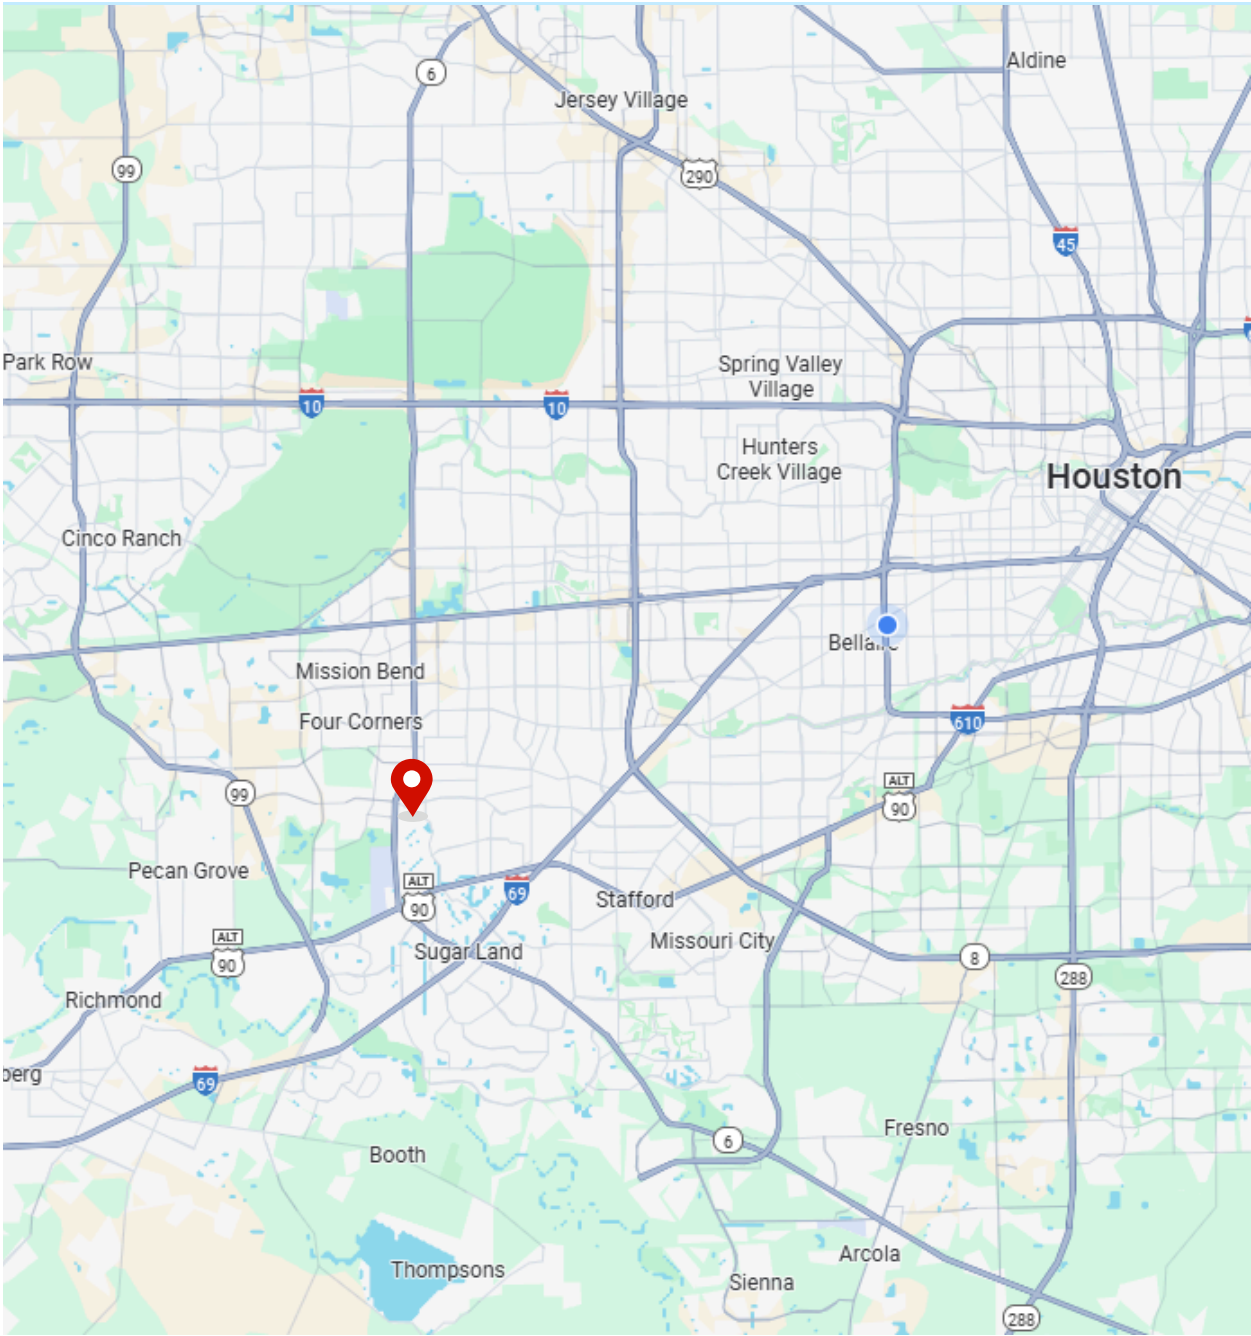 Aldine
6
Jersey Village
99
290
45
Park Row
Spring Valley
Village
10
10
Hunters
Creek Village
Houston
Cinco Ranch
Mission Bend
Four Corners
610
99
ALT
90
Pecan Grove
ALT
90
69
Stafford
Missouri City
Sugar Land
ALT
90
8
288
Richmond
berg
69
6
Fresno
Booth
Thompsons
Arcola
Sienna
288